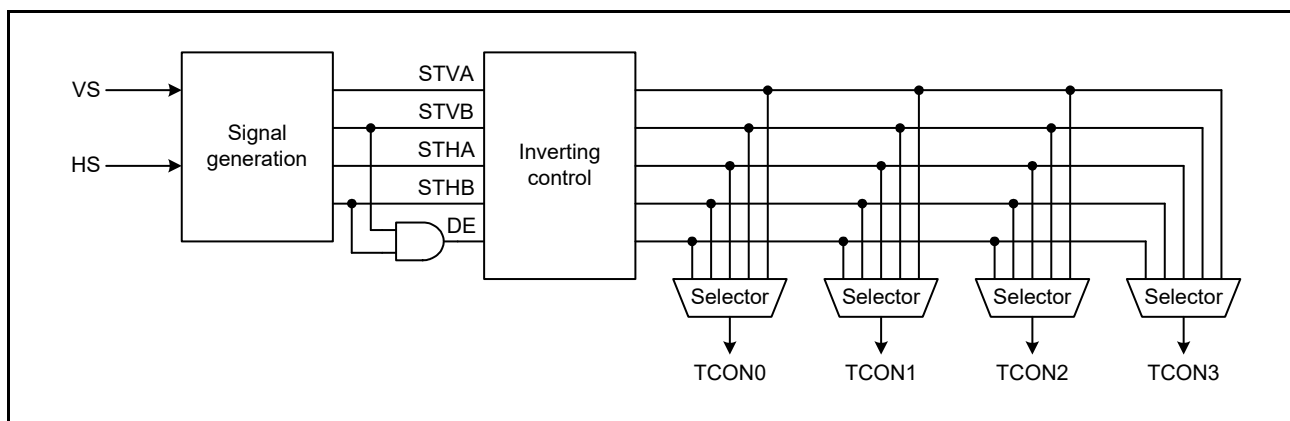 VS
HS
Signal
generation
STVA
STVB
STHA
STHB
DE
Inverting
control
Selector
Selector
Selector
Selector
TCON0
TCON1
TCON2
TCON3